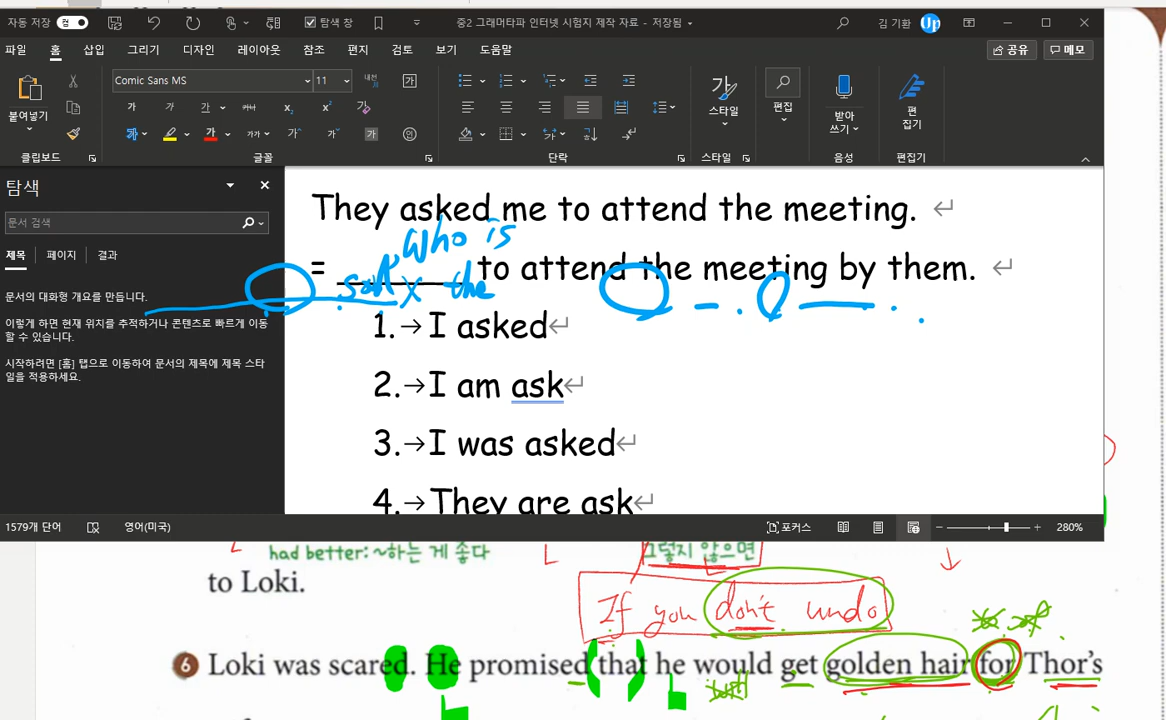 자동 저장 켬 탐색 창 중2 그래머타파 인터넷 시험지 제작 자료 - 저장됨 김 기환
파일 홈 삽입 그리기 디자인 레이아웃 참조 편지 검토 보기 도움말 공유 메모
붙여넣기 Comic Sans MS 11 스타일 편집 받아쓰기 편집기
클립보드 글꼴 단락 스타일 음성 편집기
탐색
문서 검색
제목 페이지 결과
문서의 대화형 개요를 만듭니다.
이렇게 하면 현재 위치를 추적하거나 콘텐츠로 빠르게 이동
할 수 있습니다.
시작하려면 [홈] 탭으로 이동하여 문서의 제목에 제목 스타
일을 적용하세요.
They asked me to attend the meeting.
Who is
= to attend the meeting by them.
the
1.→I asked
2.→I am ask
3.→I was asked
4.→They are ask
1579개 단어 영어(미국) 포커스 280%
had better: ~하는 게 좋다 그렇지 않으면
to Loki.
If you don't undo
6 Loki was scared. He promised that he would get golden hair for Thor's